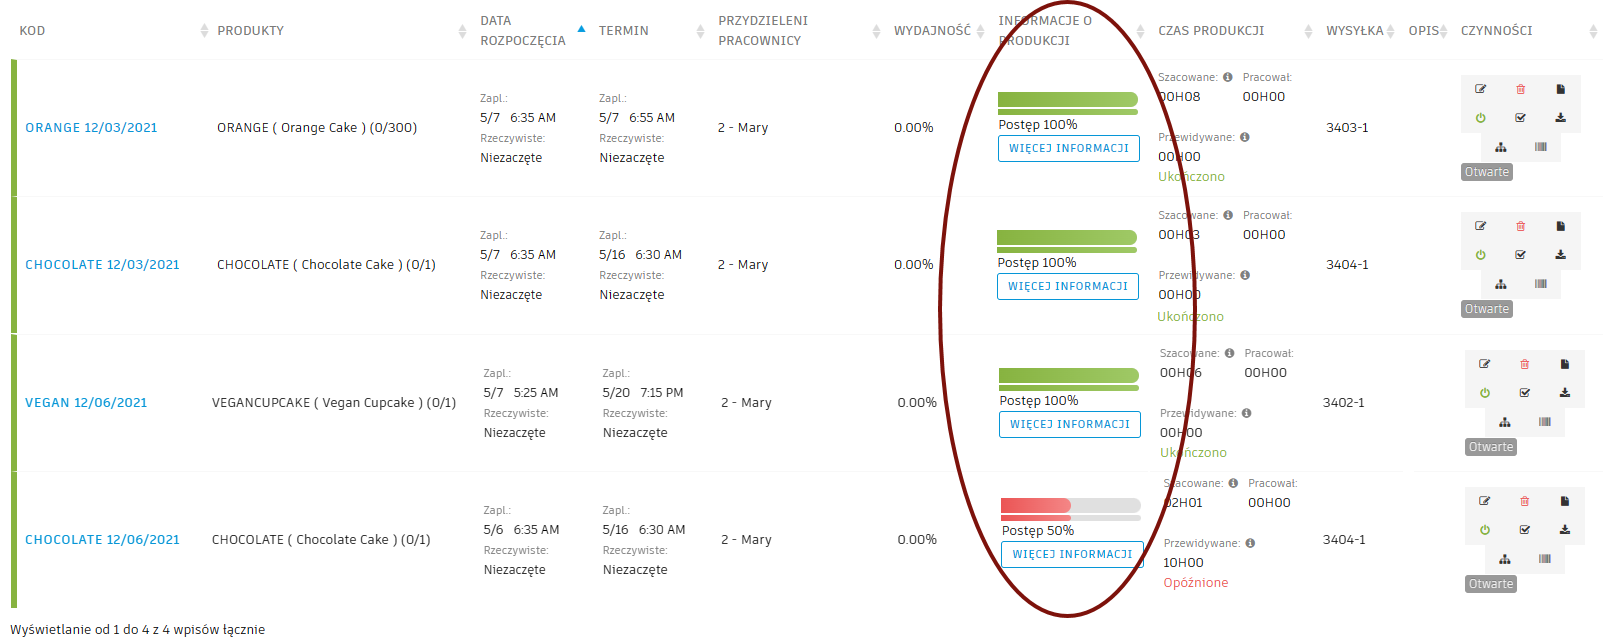 KOD
PRODUKTY
DATA
ROZPOCZĘCIA
TERMIN
PRZYDZIELENI
PRACOWNICY
WYDAJNOŚĆ
INFORMACJE O
PRODUKCJI
CZAS PRODUKCJI
WYSYŁKA
OPIS
CZYNNOŚCI
ORANGE 12/03/2021
ORANGE ( Orange Cake ) (0/300)
Zapl.:
5/7 6:35 AM
Rzeczywiste:
Niezaczęte
Zapl.:
5/7 6:55 AM
Rzeczywiste:
Niezaczęte
2 - Mary
0.00%
Postęp 100%
WIĘCEJ INFORMACJI
Szacowane: Pracował:
00H08 00H00
Przewidywane:
00H00
Ukończono
3403-1
Otwarte
CHOCOLATE 12/03/2021
CHOCOLATE ( Chocolate Cake ) (0/1)
Zapl.:
5/7 6:35 AM
Rzeczywiste:
Niezaczęte
Zapl.:
5/16 6:30 AM
Rzeczywiste:
Niezaczęte
2 - Mary
0.00%
Postęp 100%
WIĘCEJ INFORMACJI
Szacowane: Pracował:
00H03 00H00
Przewidywane:
00H00
Ukończono
3404-1
Otwarte
VEGAN 12/06/2021
VEGANCUPCAKE ( Vegan Cupcake ) (0/1)
Zapl.:
5/7 5:25 AM
Rzeczywiste:
Niezaczęte
Zapl.:
5/20 7:15 PM
Rzeczywiste:
Niezaczęte
2 - Mary
0.00%
Postęp 100%
WIĘCEJ INFORMACJI
Szacowane: Pracował:
00H06 00H00
Przewidywane:
00H00
Ukończono
3402-1
Otwarte
CHOCOLATE 12/06/2021
CHOCOLATE ( Chocolate Cake ) (0/1)
Zapl.:
5/6 6:35 AM
Rzeczywiste:
Niezaczęte
Zapl.:
5/16 6:30 AM
Rzeczywiste:
Niezaczęte
2 - Mary
0.00%
Postęp 50%
WIĘCEJ INFORMACJI
Szacowane: Pracował:
02H01 00H00
Przewidywane:
10H00
Opóźnione
3404-1
Otwarte
Wyświetlanie od 1 do 4 z 4 wpisów łącznie